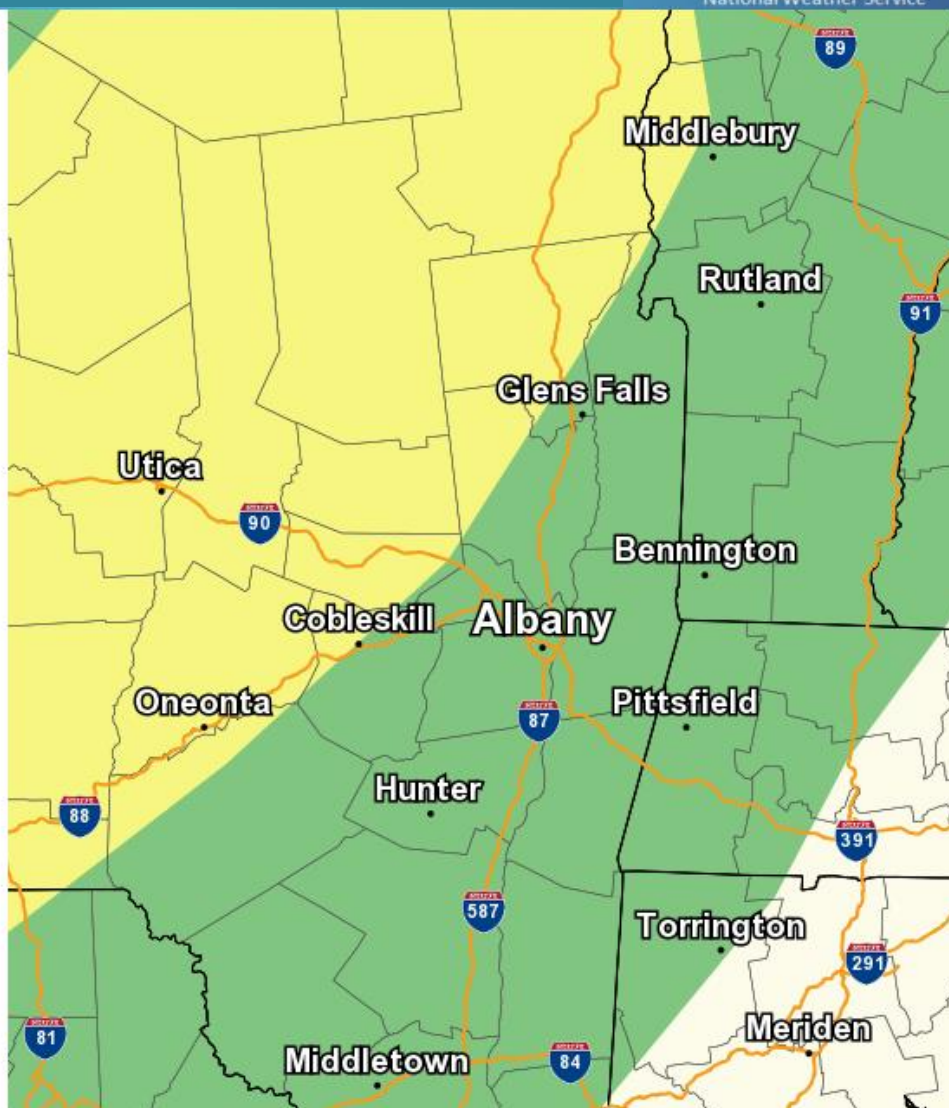 National Weather Service
89
Middlebury
Rutland
91
Glens Falls
Utica
90
Bennington
Cobleskill
Albany
Oneonta
87
Pittsfield
Hunter
88
391
587
Torrington
291
81
Meriden
Middletown
84